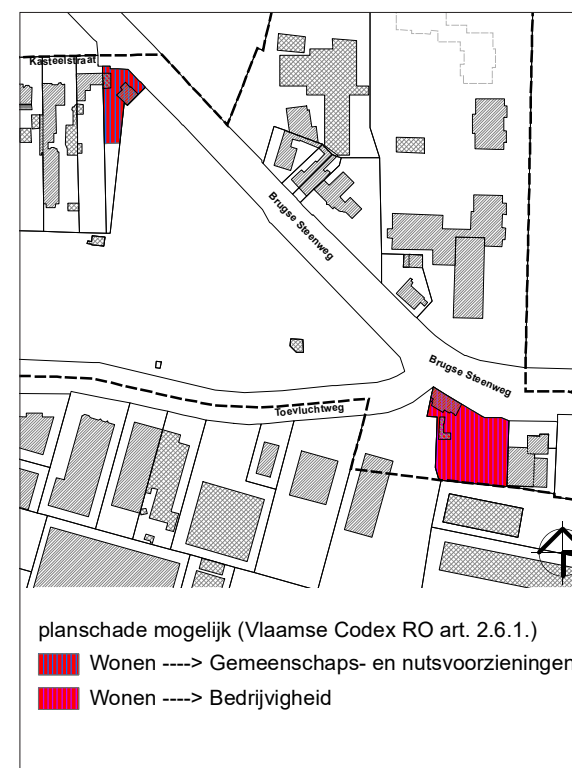 Kasteelstraat
Brugse Steenweg
Brugse Steenweg
Toevluchtweg
planschade mogelijk (Vlaamse Codex RO art. 2.6.1.)
Wonen ----> Gemeenschaps- en nutsvoorzieningen
Wonen ----> Bedrijvigheid